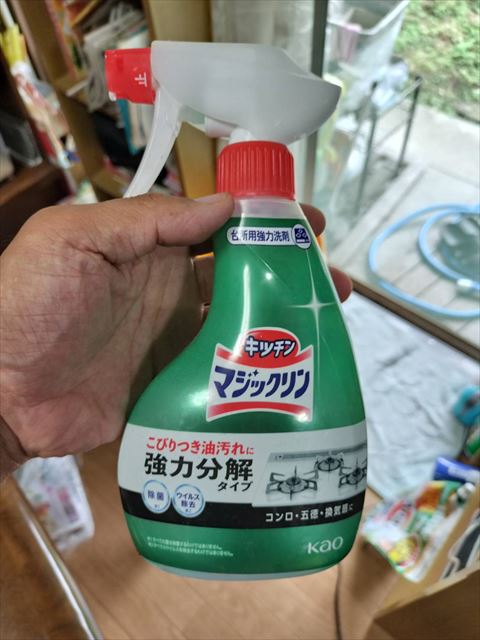 止
台所用強力洗剤
キッチン
マジックリン
こびりつき油汚れに
強力分解
タイプ
除菌
ウイルス
除去
コンロ・五徳・換気扇に
Kao